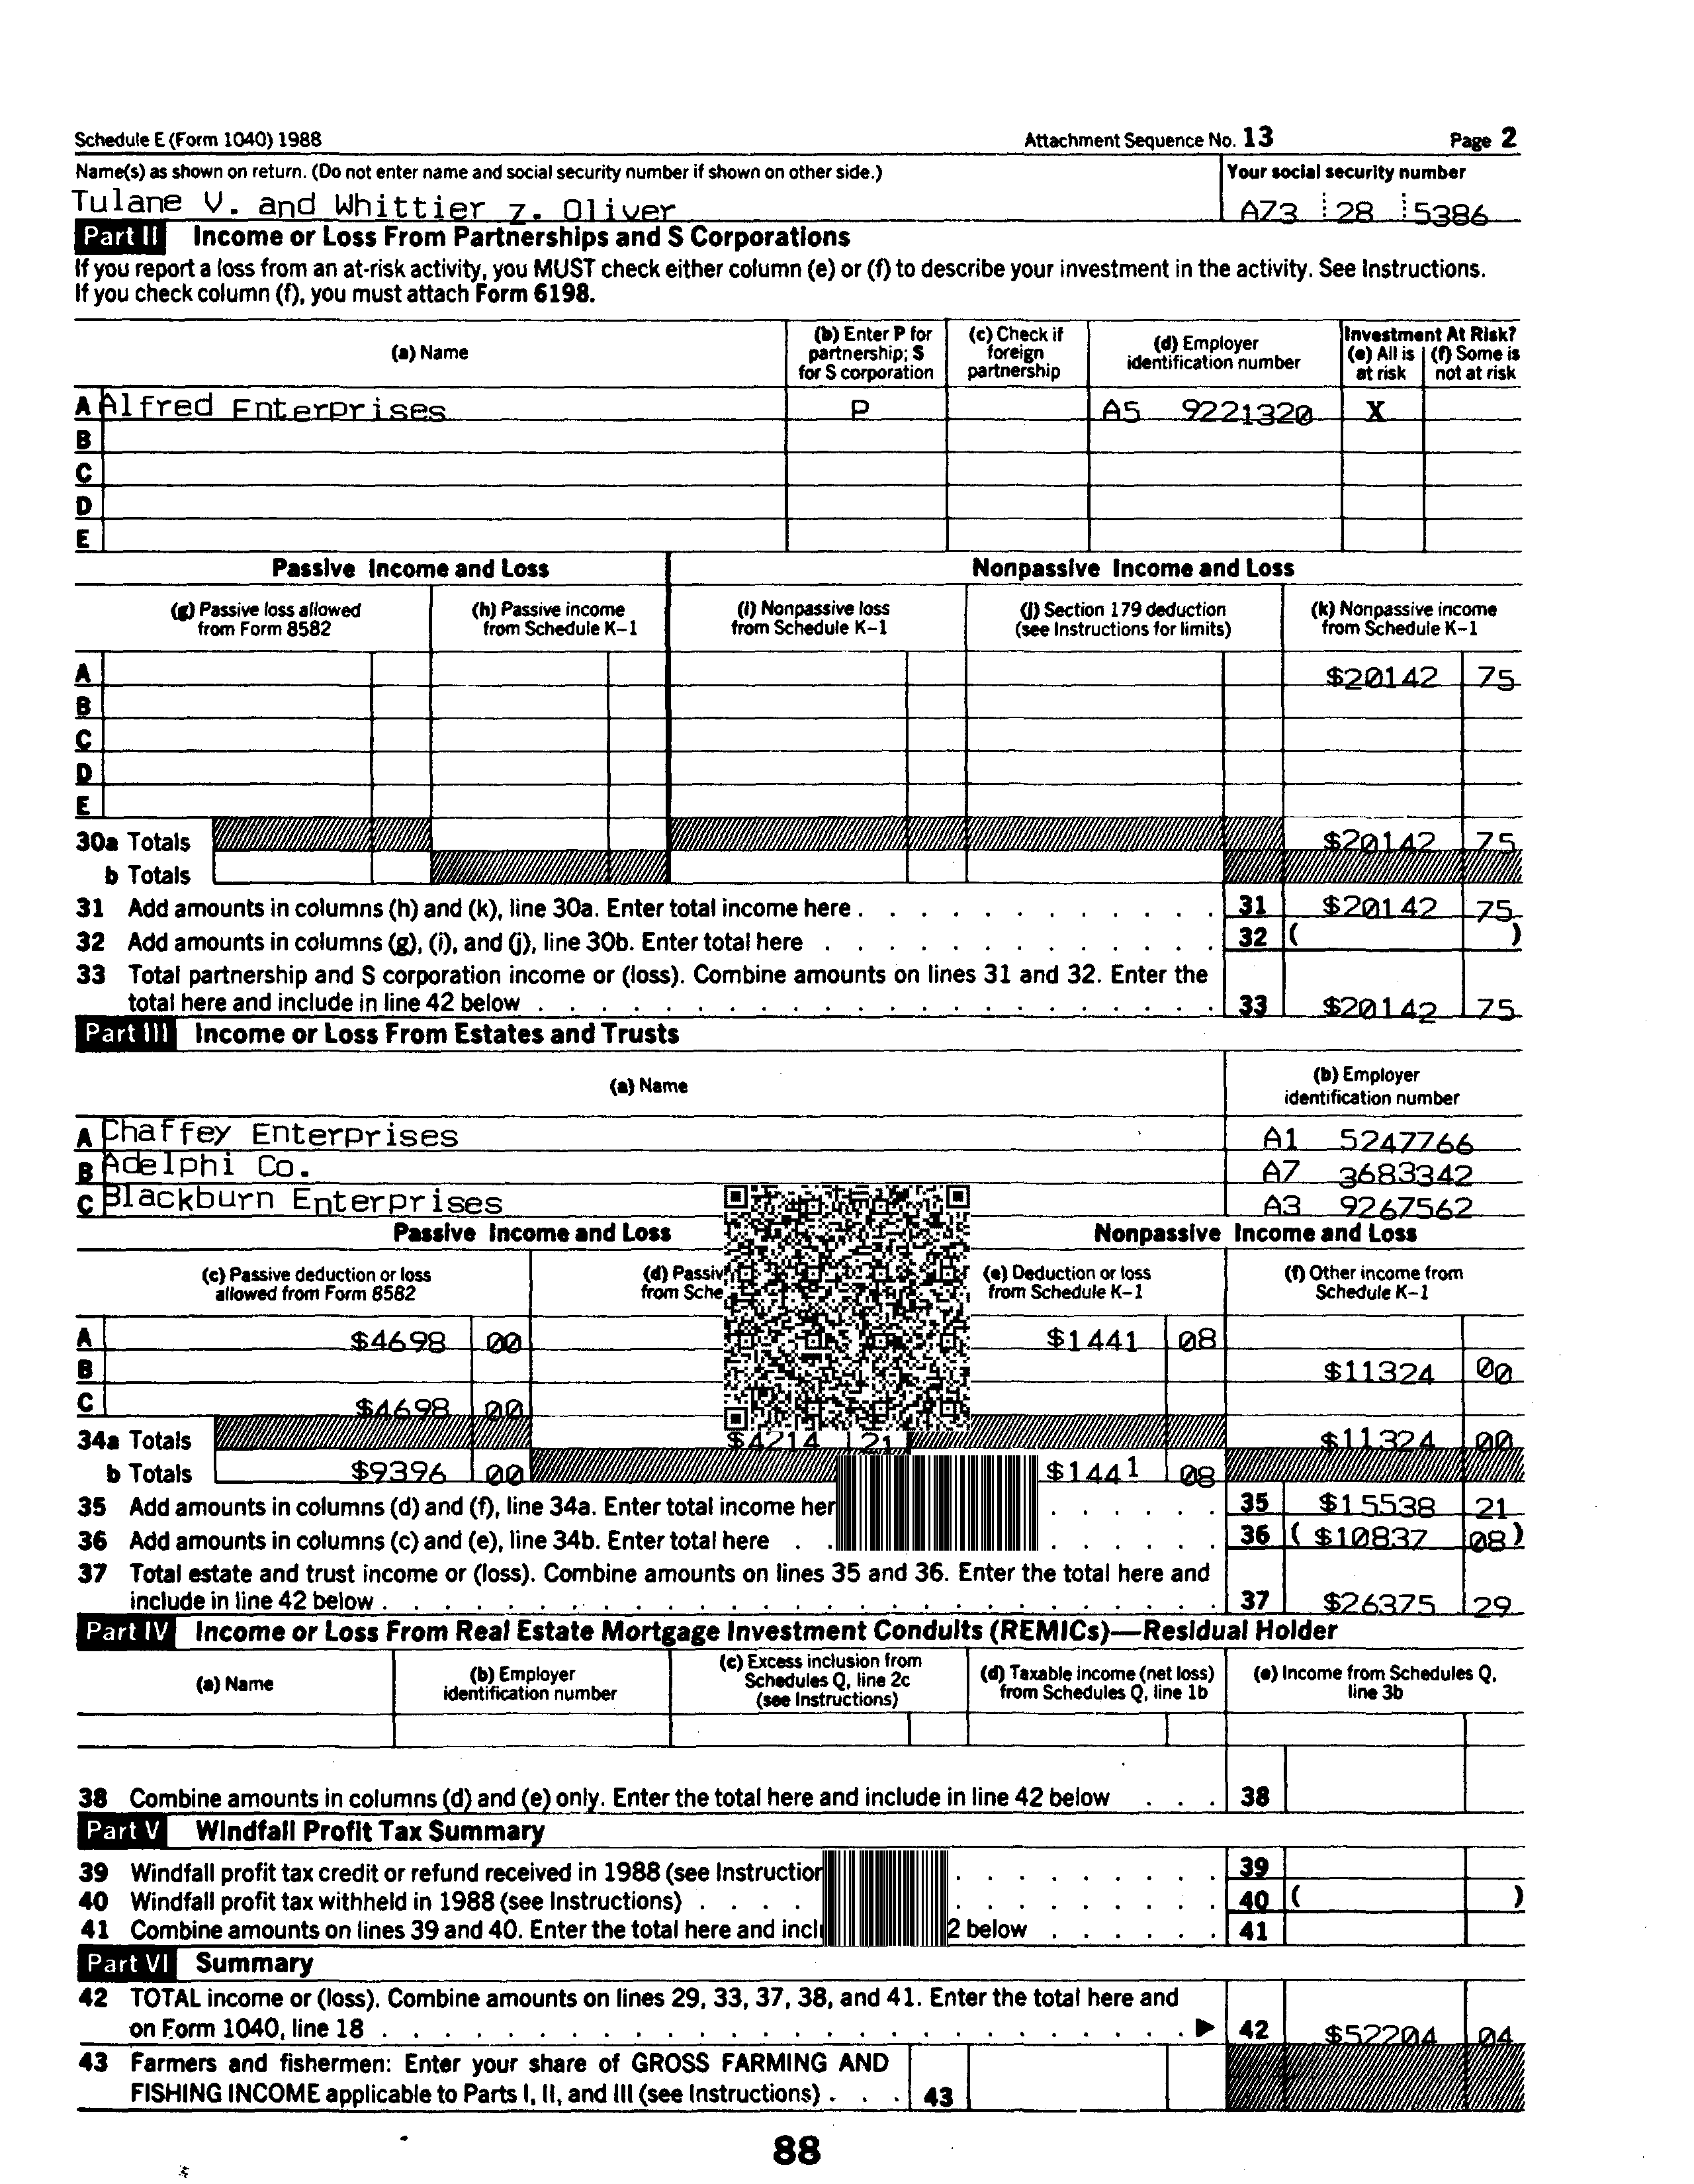 Schedule E (Form 1040) 1988 Attachment Sequence No. 13 Page 2
Name(s) as shown on return. (Do not enter name and social security number if shown on other side.) Your social security number
Tulane V. and Whittier Z. Oliver A73 28 5386
Part II Income or Loss From Partnerships and S Corporations
If you report a loss from an at-risk activity, you MUST check either column (e) or (f) to describe your investment in the activity. See Instructions.
If you check column (f), you must attach Form 6198.
(a) Name
(b) Enter P for partnership; S for S corporation
(c) Check if foreign partnership
(d) Employer identification number
Investment At Risk?
(e) All is at risk
(f) Some is not at risk
A Alfred Enterprises P A5 9221320 X
B
C
D
E
Passive Income and Loss Nonpassive Income and Loss
(g) Passive loss allowed from Form 8582
(h) Passive income from Schedule K-1
(i) Nonpassive loss from Schedule K-1
(j) Section 179 deduction (see Instructions for limits)
(k) Nonpassive income from Schedule K-1
A $20142 75
B
C
D
E
30a Totals $20142 75
b Totals
31 Add amounts in columns (h) and (k), line 30a. Enter total income here . 31 $20142 75
32 Add amounts in columns (g), (i), and (j), line 30b. Enter total here . 32 ( )
33 Total partnership and S corporation income or (loss). Combine amounts on lines 31 and 32. Enter the
total here and include in line 42 below . 33 $20142 75
Part III Income or Loss From Estates and Trusts
(a) Name
(b) Employer identification number
A Chaffey Enterprises A1 5247766
B Adelphi Co. A7 3683342
C Blackburn Enterprises A3 9267562
Passive Income and Loss Nonpassive Income and Loss
(c) Passive deduction or loss allowed from Form 8582
(d) Passiv
from Sche
(e) Deduction or loss from Schedule K-1
(f) Other income from Schedule K-1
A $4698 00 $1441 08
B $11324 00
C $4698 00
34a Totals $4214 21 $11324 00
b Totals $9396 00 $1441 08
35 Add amounts in columns (d) and (f), line 34a. Enter total income her 35 $15538 21
36 Add amounts in columns (c) and (e), line 34b. Enter total here . 36 ( $10837 08 )
37 Total estate and trust income or (loss). Combine amounts on lines 35 and 36. Enter the total here and
include in line 42 below . 37 $26375 29
Part IV Income or Loss From Real Estate Mortgage Investment Conduits (REMICs)—Residual Holder
(a) Name
(b) Employer identification number
(c) Excess inclusion from Schedules Q, line 2c (see Instructions)
(d) Taxable income (net loss) from Schedules Q, line 1b
(e) Income from Schedules Q, line 3b
38 Combine amounts in columns (d) and (e) only. Enter the total here and include in line 42 below . . . 38
Part V Windfall Profit Tax Summary
39 Windfall profit tax credit or refund received in 1988 (see Instruction 39
40 Windfall profit tax withheld in 1988 (see Instructions) . 40 ( )
41 Combine amounts on lines 39 and 40. Enter the total here and incl 2 below . 41
Part VI Summary
42 TOTAL income or (loss). Combine amounts on lines 29, 33, 37, 38, and 41. Enter the total here and
on Form 1040, line 18 . ▶ 42 $52204 04
43 Farmers and fishermen: Enter your share of GROSS FARMING AND
FISHING INCOME applicable to Parts I, II, and III (see Instructions) . . . 43
88